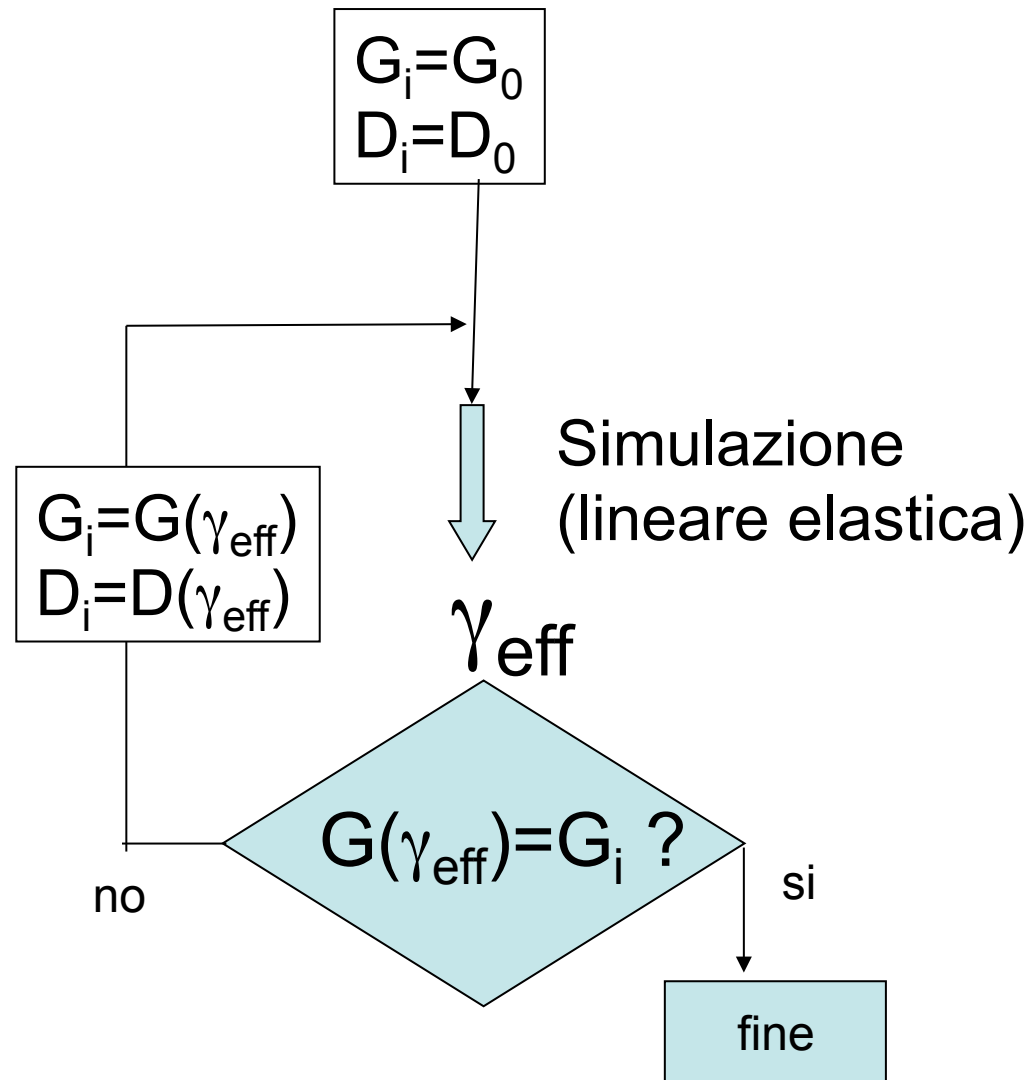 Gᵢ=G₀
Dᵢ=D₀
Simulazione
(lineare elastica)
Gᵢ=G(γeff)
Dᵢ=D(γeff)
γeff
G(γeff)=Gᵢ ?
no
si
fine